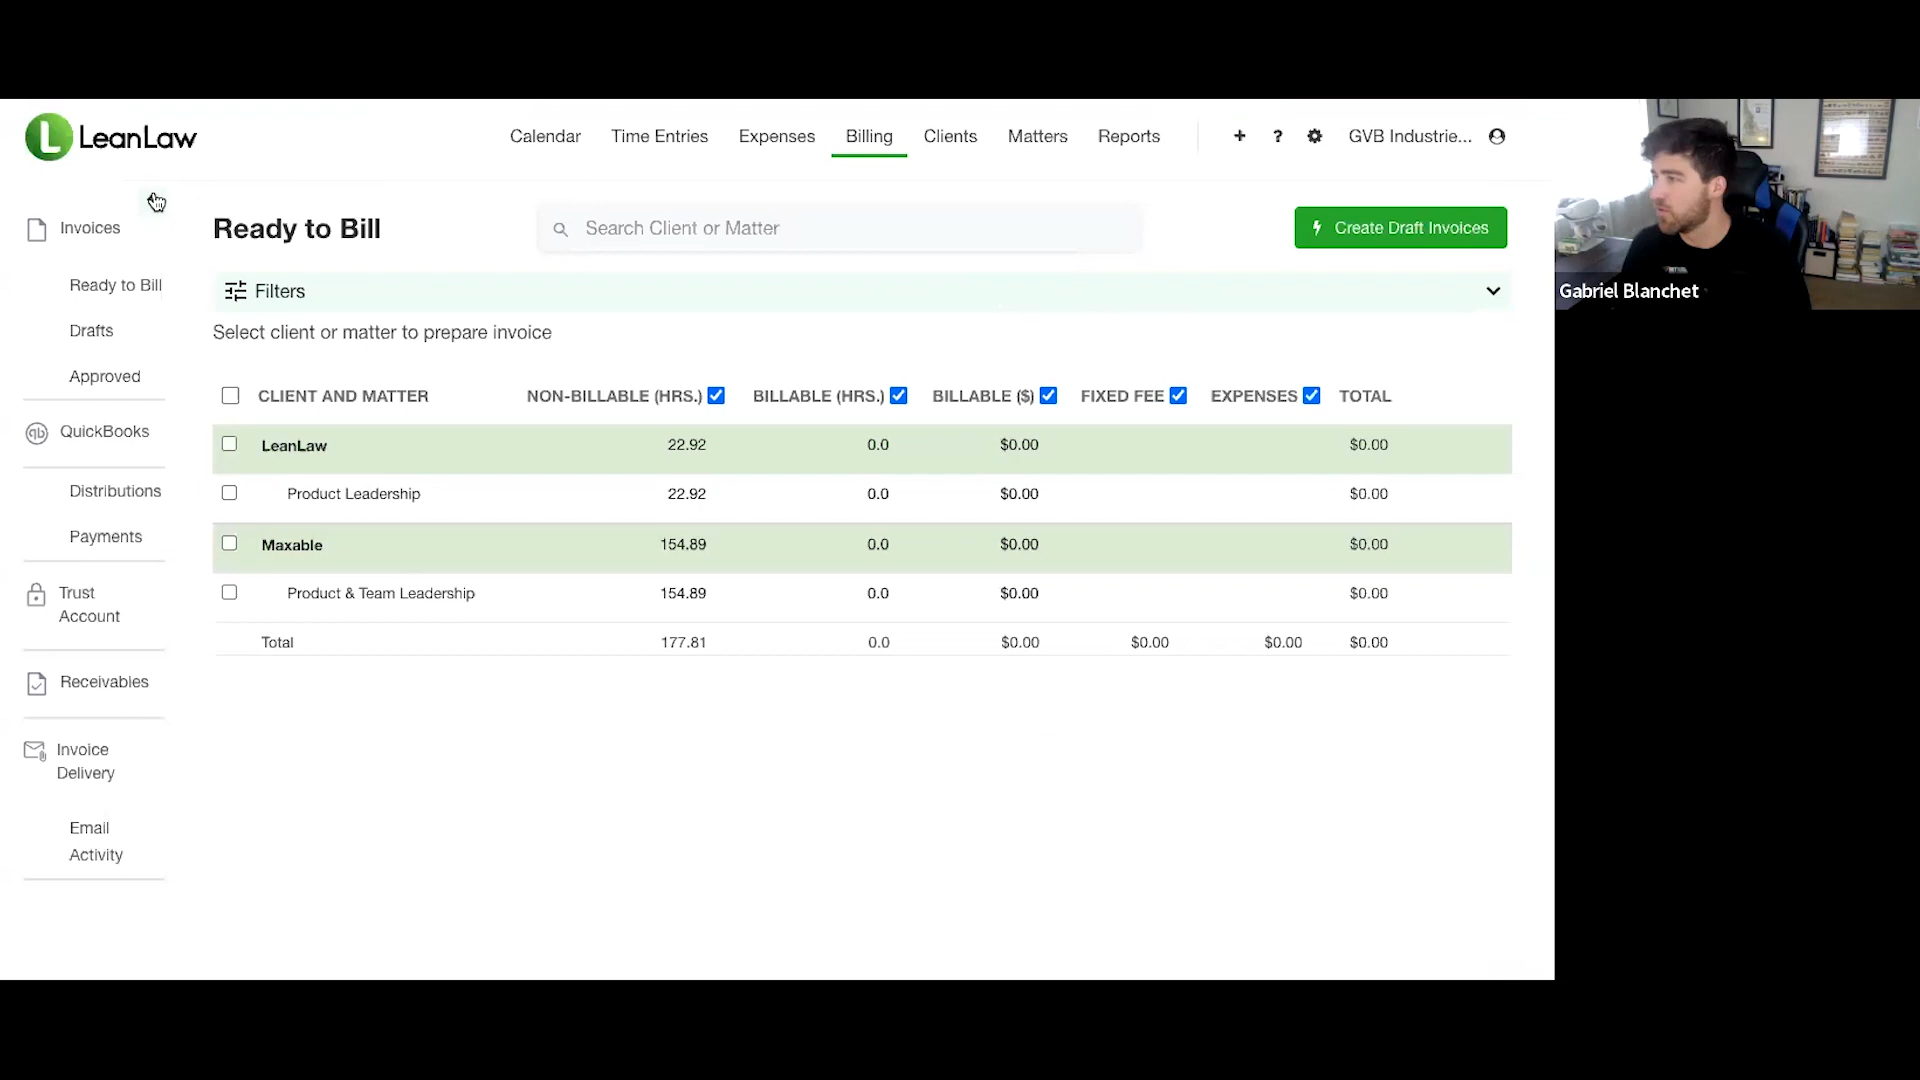 LeanLaw
Calendar Time Entries Expenses Billing Clients Matters Reports + ? GVB Industrie...
Invoices
Ready to Bill
Drafts
Approved
QuickBooks
Distributions
Payments
Trust
Account
Receivables
Invoice
Delivery
Email
Activity
Ready to Bill
Search Client or Matter
Create Draft Invoices
Filters
Select client or matter to prepare invoice
CLIENT AND MATTER NON-BILLABLE (HRS.) BILLABLE (HRS.) BILLABLE ($) FIXED FEE EXPENSES TOTAL
LeanLaw 22.92 0.0 $0.00 $0.00
Product Leadership 22.92 0.0 $0.00 $0.00
Maxable 154.89 0.0 $0.00 $0.00
Product & Team Leadership 154.89 0.0 $0.00 $0.00
Total 177.81 0.0 $0.00 $0.00 $0.00 $0.00
Gabriel Blanchet